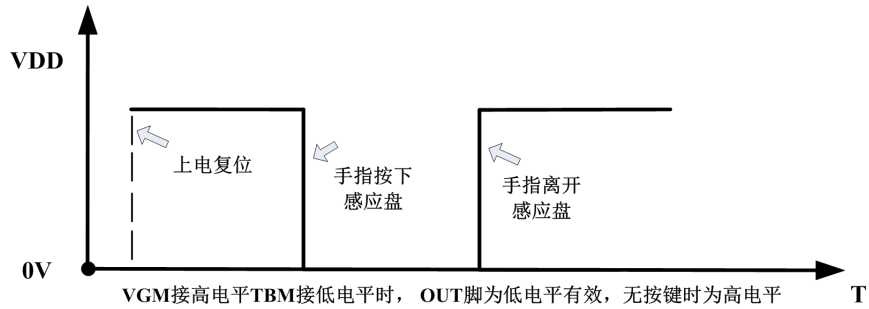 VDD
上电复位
手指按下
感应盘
手指离开
感应盘
0V
VGM接高电平TBM接低电平时， OUT脚为低电平有效，无按键时为高电平
T